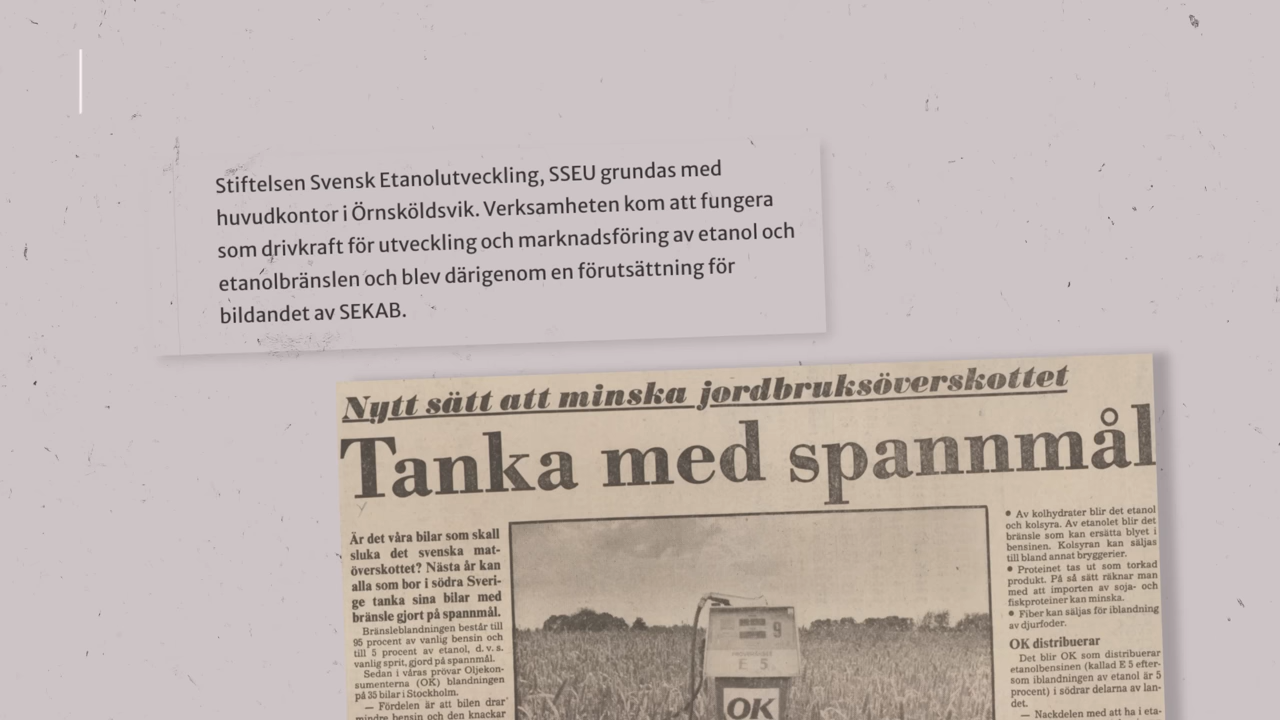 Stiftelsen Svensk Etanolutveckling, SSEU grundas med
huvudkontor i Örnsköldsvik. Verksamheten kom att fungera
som drivkraft för utveckling och marknadsföring av etanol och
etanolbränslen och blev därigenom en förutsättning för
bildandet av SEKAB.
Nytt sätt att minska jordbruksöverskottet
Tanka med spannmål
Är det våra bilar som skall
sluka det svenska mat-
överskottet? Nästa år kan
alla som bor i södra Sveri-
ge tanka sina bilar med
bränsle gjort på spannmål.
Bränsleblandningen består till
95 procent av vanlig bensin och
till 5 procent av etanol, d. v. s.
vanlig sprit, gjord på spannmål.
Sedan i våras prövar Oljekon-
sumenterna (OK) blandningen
på 35 bilar i Stockholm.
— Fördelen är att bilen drar
mindre bensin och den knackar
9
E 5
OK
• Av kolhydrater blir det etanol
och kolsyra. Av etanolet blir det
bränsle som kan ersätta blyet i
bensinen. Kolsyran kan säljas
till bland annat bryggerier.
• Proteinet tas ut som torkad
produkt. På så sätt räknar man
med att importen av soja- och
fiskproteiner kan minska.
• Fiber kan säljas för iblandning
av djurfoder.
OK distribuerar
Det blir OK som distribuerar
etanolbensinen (kallad E 5 efter-
som iblandningen av etanol är 5
procent) i södrar delarna av lan-
det.
— Nackdelen med att ha i eta-